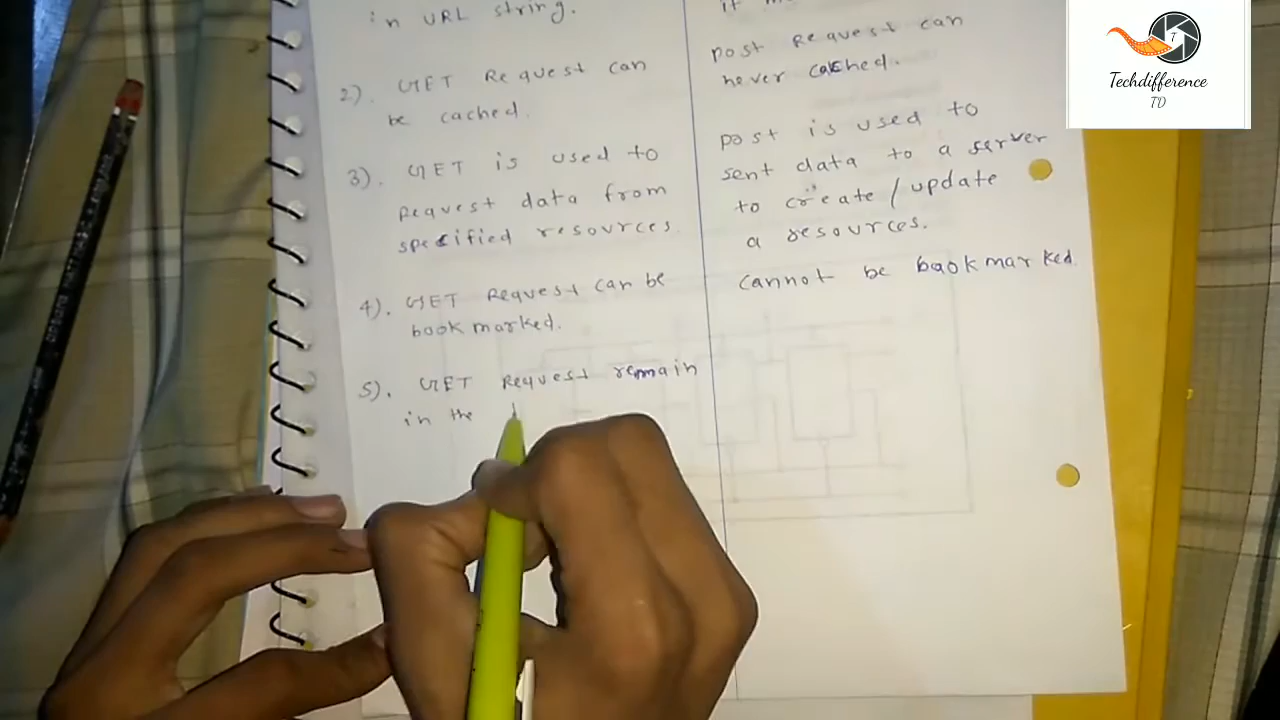 in URL string.
2). GET Request can
be cached.
3). GET is used to
Request data from
specified resources.
4). GET Request can be
bookmarked.
5). GET Request remain
in the
post Request can
never cached.
post is used to
sent data to a server
to create / update
a resources.
cannot be bookmarked.
Techdifference
TD